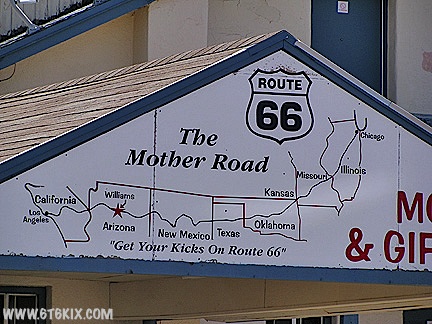 ROUTE
66
The
Mother Road
Chicago
Illinois
Missouri
Kansas
California
Williams
Los
Angeles
Arizona
New Mexico
Texas
Oklahoma
"Get Your Kicks On Route 66"
MO
& GIF
www.6T6KIX.com